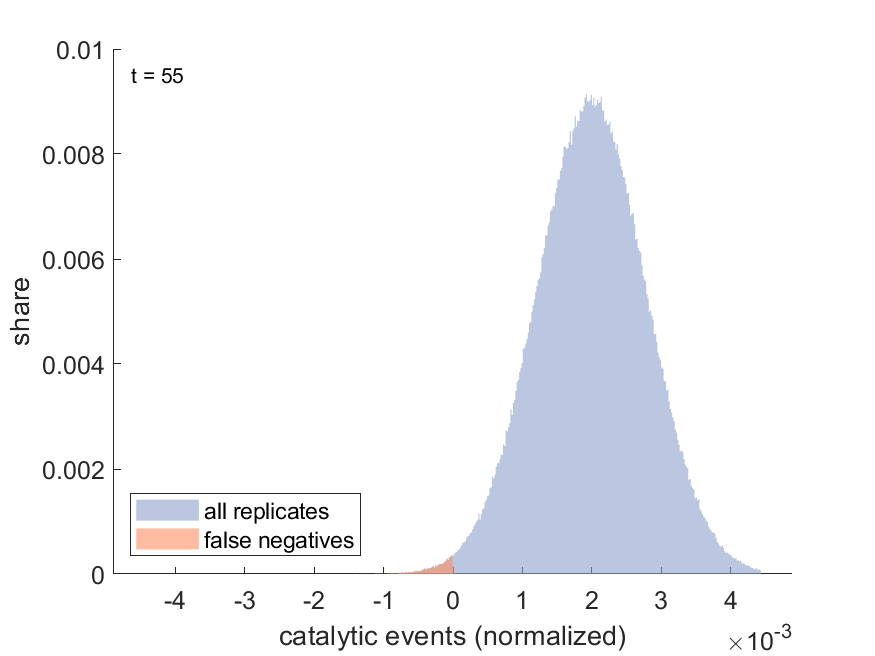 0.01
t = 55
0.008
0.006
share
0.004
0.002
all replicates
false negatives
0
-4 -3 -2 -1 0 1 2 3 4
catalytic events (normalized)
×10⁻³